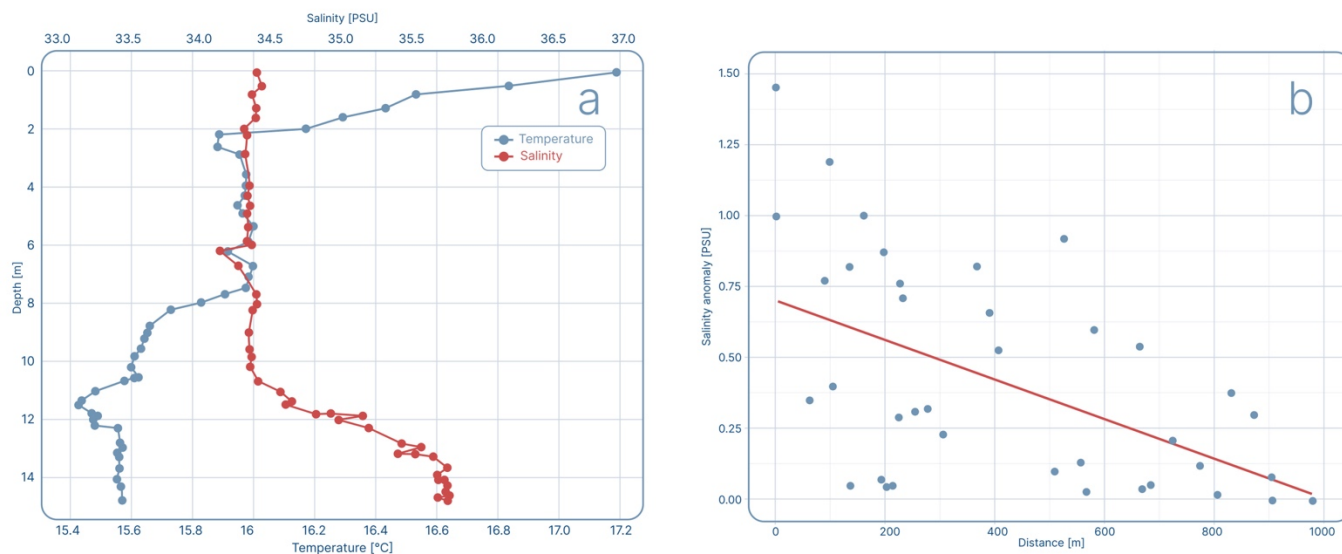 Salinity [PSU]
33.0 33.5 34.0 34.5 35.0 35.5 36.0 36.5 37.0
0
a
2
Temperature
Salinity
4
6
Depth [m]
8
10
12
14
15.4 15.6 15.8 16 16.2 16.4 16.6 16.8 17.0 17.2
Temperature [°C]
1.50
b
1.25
1.00
Salinity anomaly [PSU]
0.75
0.50
0.25
0.00
0 200 400 600 800 1000
Distance [m]